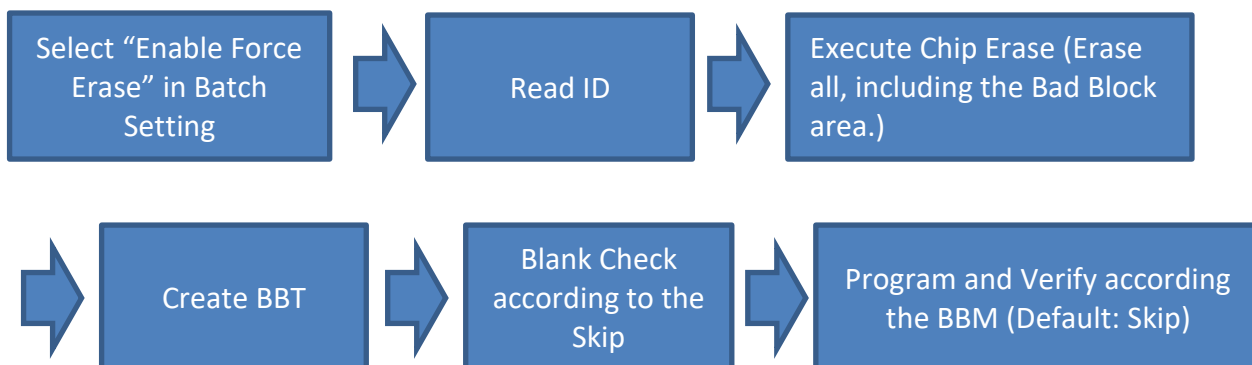 Select “Enable Force
Erase” in Batch
Setting
Read ID
Execute Chip Erase (Erase
all, including the Bad Block
area.)
Create BBT
Blank Check
according to the
Skip
Program and Verify according
the BBM (Default: Skip)